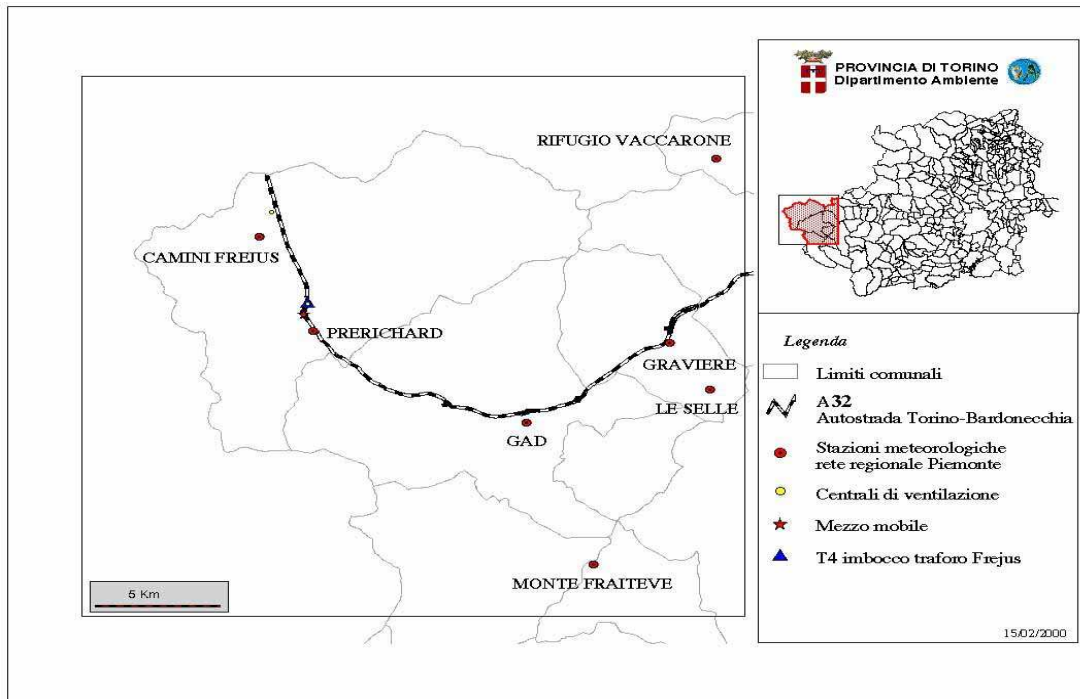 RIFUGIO VACCARONE
CAMINI FREJUS
PRERICHARD
GRAVIERE
LE SELLE
GAD
MONTE FRAITEVE
5 Km
PROVINCIA DI TORINO
Dipartimento Ambiente
Legenda
Limiti comunali
A32
Autostrada Torino-Bardonecchia
Stazioni meteorologiche
rete regionale Piemonte
Centrali di ventilazione
Mezzo mobile
T4 imbocco traforo Frejus
15/02/2000